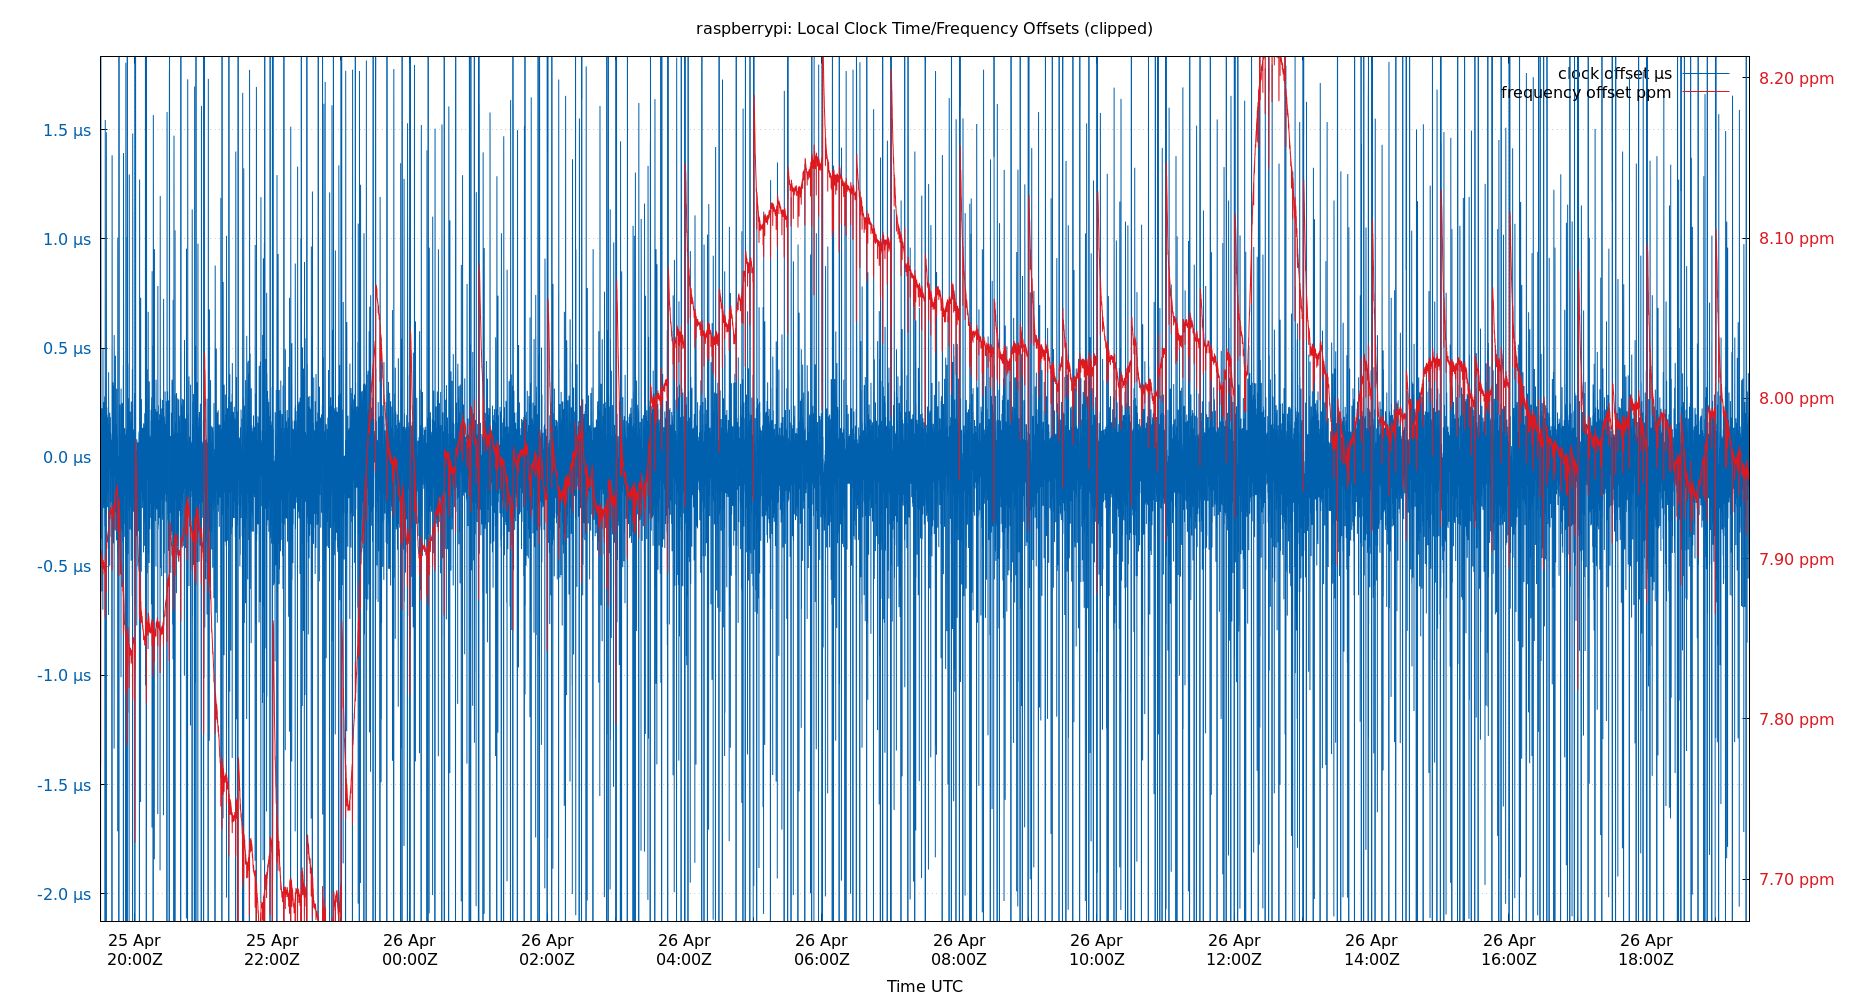 raspberrypi: Local Clock Time/Frequency Offsets (clipped)
clock offset µs
frequency offset ppm
1.5 µs
1.0 µs
0.5 µs
0.0 µs
-0.5 µs
-1.0 µs
-1.5 µs
-2.0 µs
8.20 ppm
8.10 ppm
8.00 ppm
7.90 ppm
7.80 ppm
7.70 ppm
25 Apr 25 Apr 26 Apr 26 Apr 26 Apr 26 Apr 26 Apr 26 Apr 26 Apr 26 Apr 26 Apr 26 Apr
20:00Z 22:00Z 00:00Z 02:00Z 04:00Z 06:00Z 08:00Z 10:00Z 12:00Z 14:00Z 16:00Z 18:00Z
Time UTC